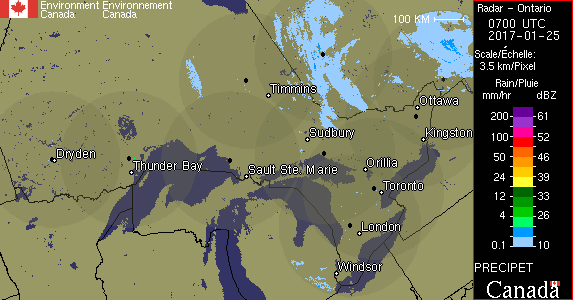 Environment Environnement
Canada Canada
100 KM
Timmins
Ottawa
Sudbury
Kingston
Dryden
Thunder Bay
Sault Ste. Marie
Orillia
Toronto
London
Windsor
Radar - Ontario
0700 UTC
2017-01-25
Scale/Échelle:
3.5 km/Pixel
Rain/Pluie
mm/hr dBZ
200 61
100 52
50 46
24 39
12 33
4 26
0.1 10
PRECIPET
Canada